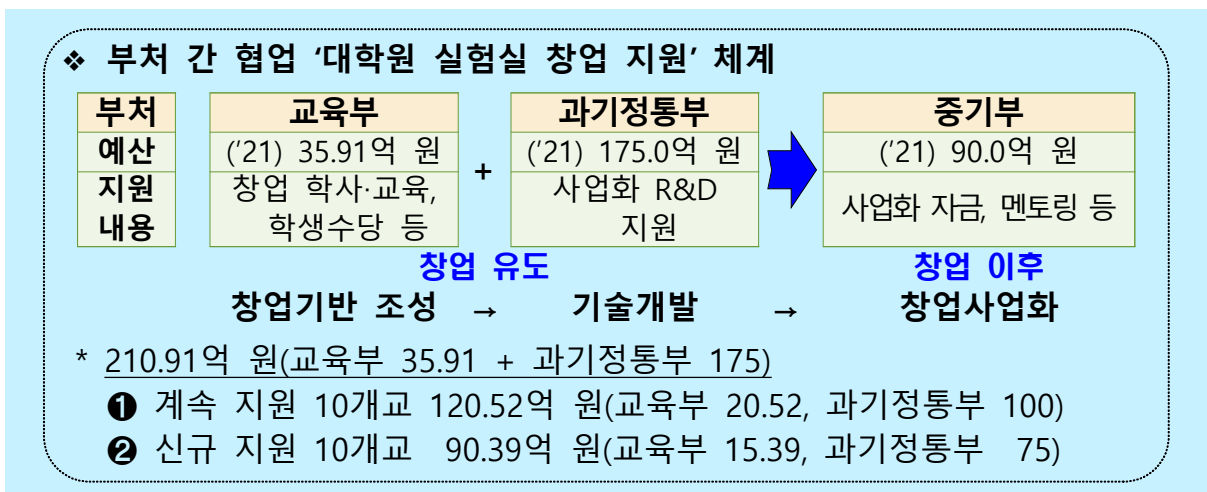 ❖ 부처 간 협업 ‘대학원 실험실 창업 지원’ 체계
부처 교육부 과기정통부 중기부
예산 (’21) 35.91억 원 + (’21) 175.0억 원 (’21) 90.0억 원
지원 창업 학사·교육, 사업화 R&D 사업화 자금, 멘토링 등
내용 학생수당 등 지원
창업 유도 창업 이후
창업기반 조성 → 기술개발 → 창업사업화
* 210.91억 원(교육부 35.91 + 과기정통부 175)
❶ 계속 지원 10개교 120.52억 원(교육부 20.52, 과기정통부 100)
❷ 신규 지원 10개교 90.39억 원(교육부 15.39, 과기정통부 75)